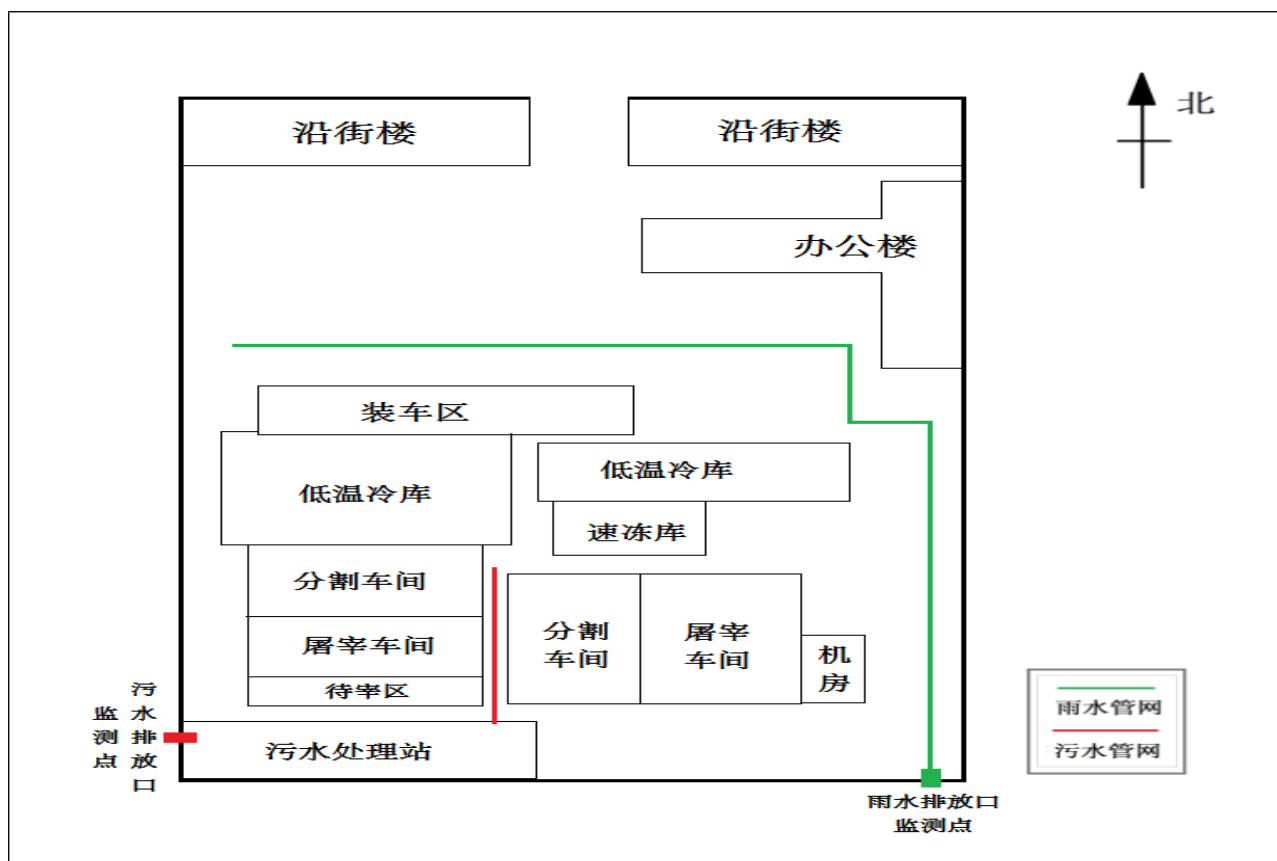 北
沿街楼
沿街楼
办公楼
装车区
低温冷库
低温冷库
速冻库
分割车间
屠宰车间
待宰区
分割
车间
屠宰
车间
机
房
污水处理站
污水排放口
监测点
雨水排放口
监测点
雨水管网
污水管网